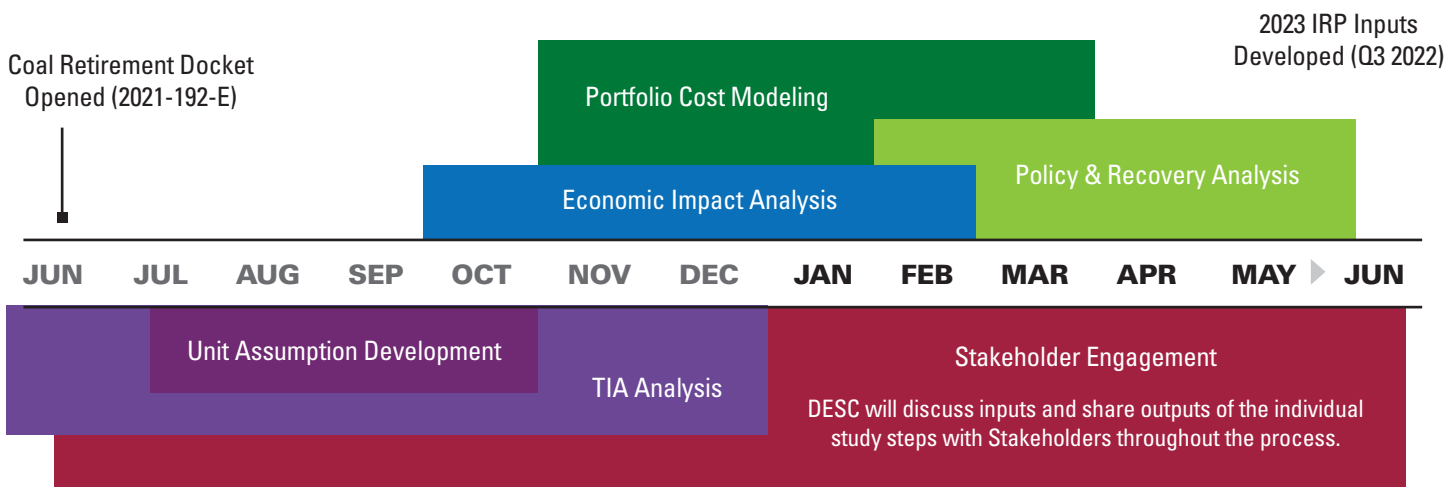 2023 IRP Inputs
Developed (Q3 2022)
Coal Retirement Docket
Opened (2021-192-E)
Portfolio Cost Modeling
Policy & Recovery Analysis
Economic Impact Analysis
JUN JUL AUG SEP OCT NOV DEC JAN FEB MAR APR MAY JUN
Unit Assumption Development
TIA Analysis
Stakeholder Engagement
DESC will discuss inputs and share outputs of the individual
study steps with Stakeholders throughout the process.